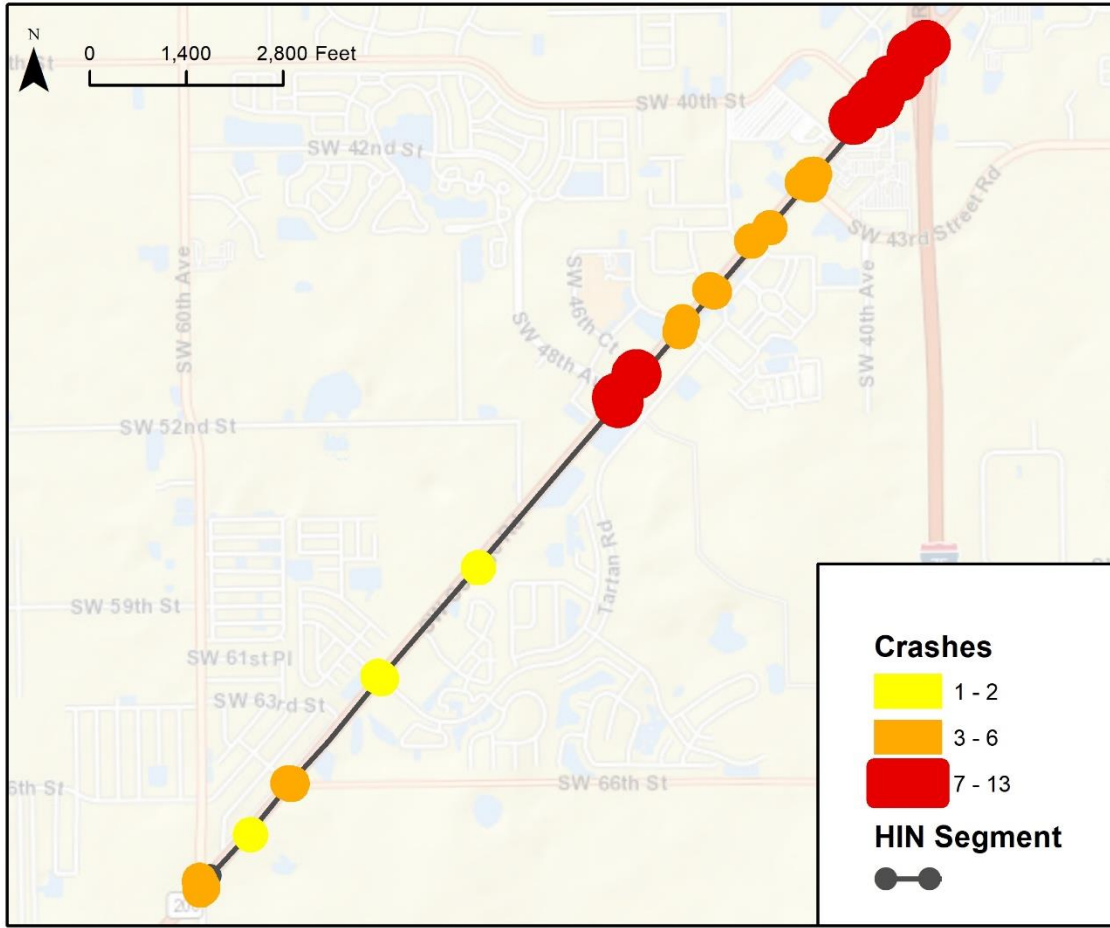 N
0 1,400 2,800 Feet
SW 40th St
SW 42nd St
SW 43rd Street Rd
SW 60th Ave
SW 46th Ct
SW 48th
SW 40th Ave
SW 52nd St
Tartan Rd
SW 59th St
SW 61st Pl
SW 63rd St
SW 66th St
Crashes
1 - 2
3 - 6
7 - 13
HIN Segment